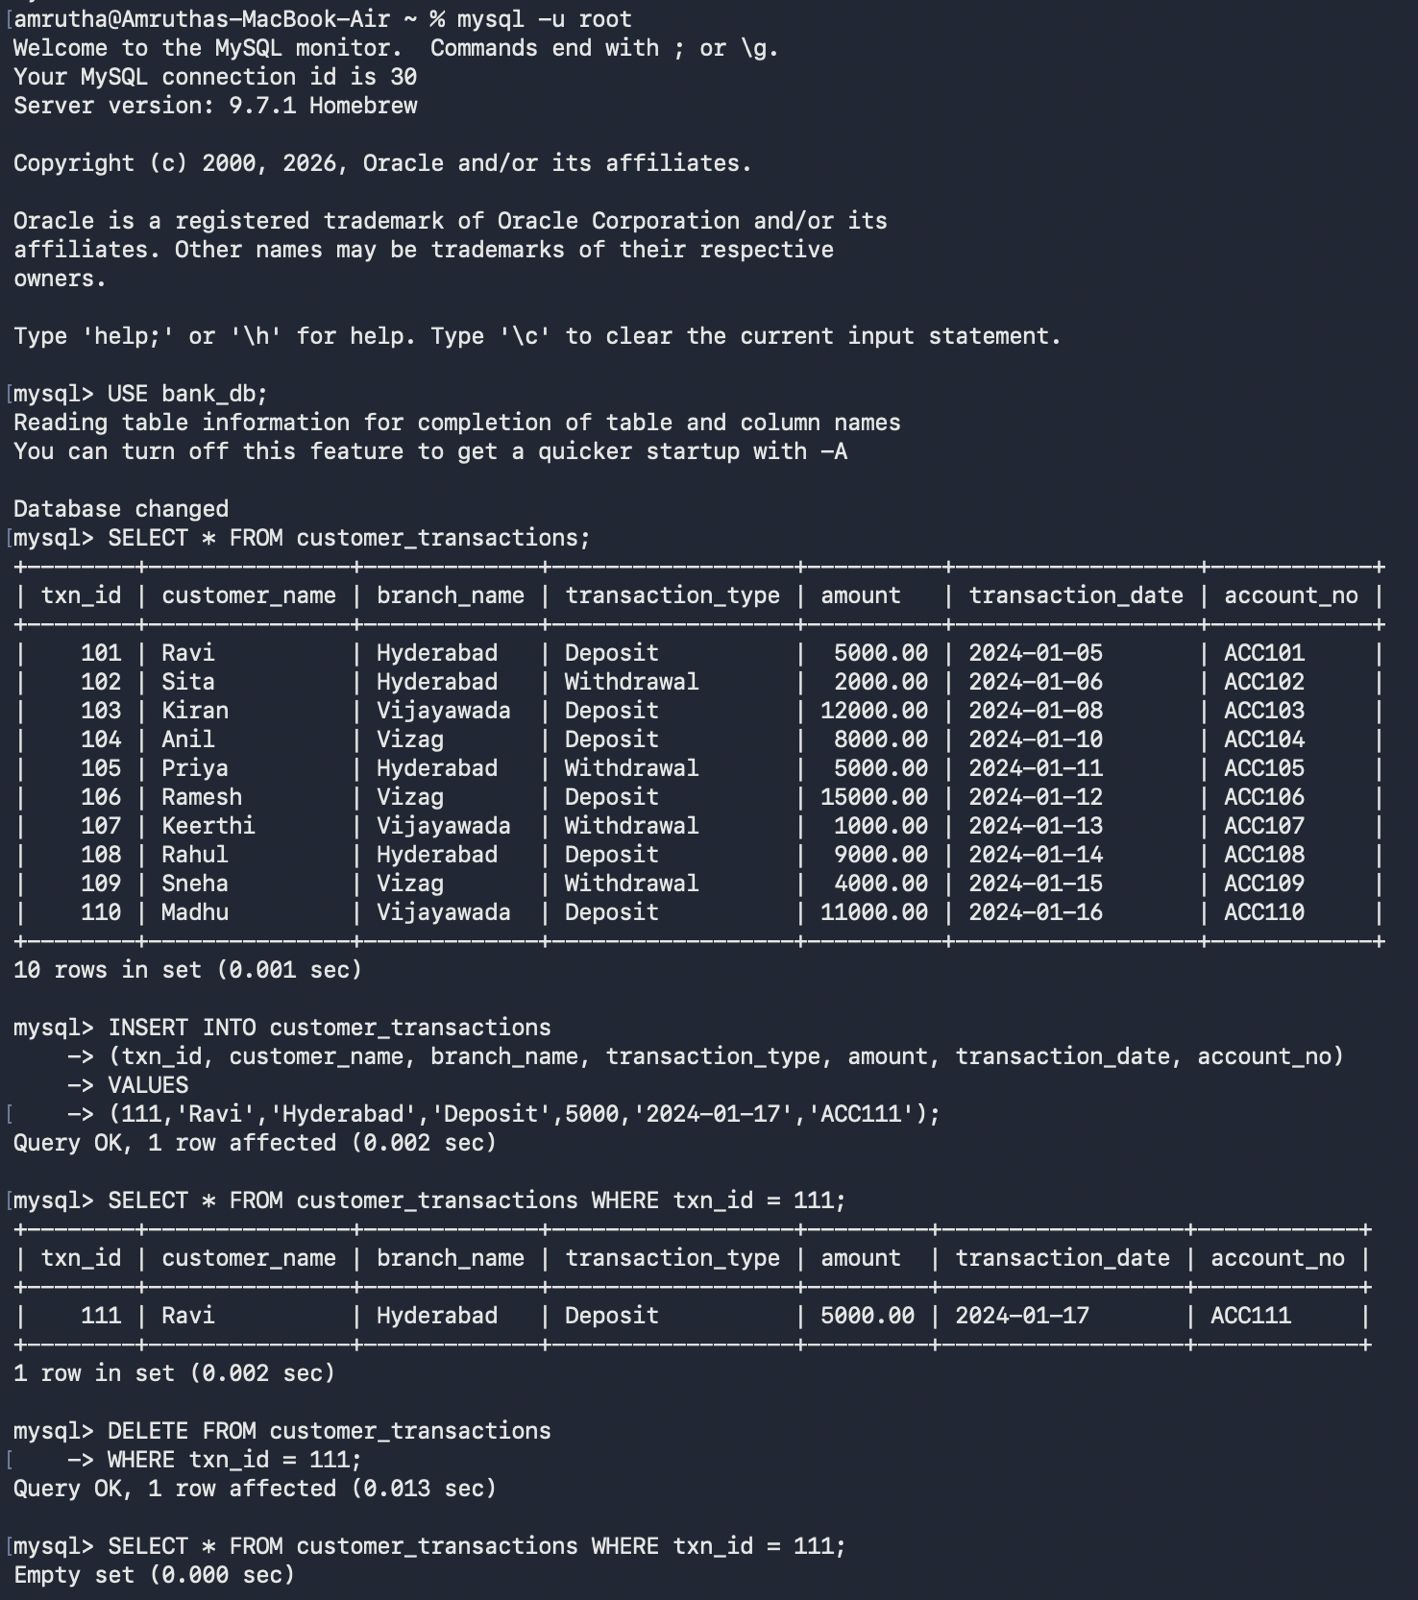 [amrutha@Amruthas-MacBook-Air ~ % mysql -u root
Welcome to the MySQL monitor.  Commands end with ; or \g.
Your MySQL connection id is 30
Server version: 9.7.1 Homebrew

Copyright (c) 2000, 2026, Oracle and/or its affiliates.

Oracle is a registered trademark of Oracle Corporation and/or its
affiliates. Other names may be trademarks of their respective
owners.

Type 'help;' or '\h' for help. Type '\c' to clear the current input statement.

[mysql> USE bank_db;
Reading table information for completion of table and column names
You can turn off this feature to get a quicker startup with -A

Database changed
[mysql> SELECT * FROM customer_transactions;
+--------+---------------+-------------+------------------+----------+------------------+------------+
| txn_id | customer_name | branch_name | transaction_type | amount   | transaction_date | account_no |
+--------+---------------+-------------+------------------+----------+------------------+------------+
|    101 | Ravi          | Hyderabad   | Deposit          |  5000.00 | 2024-01-05       | ACC101     |
|    102 | Sita          | Hyderabad   | Withdrawal       |  2000.00 | 2024-01-06       | ACC102     |
|    103 | Kiran         | Vijayawada  | Deposit          | 12000.00 | 2024-01-08       | ACC103     |
|    104 | Anil          | Vizag       | Deposit          |  8000.00 | 2024-01-10       | ACC104     |
|    105 | Priya         | Hyderabad   | Withdrawal       |  5000.00 | 2024-01-11       | ACC105     |
|    106 | Ramesh        | Vizag       | Deposit          | 15000.00 | 2024-01-12       | ACC106     |
|    107 | Keerthi       | Vijayawada  | Withdrawal       |  1000.00 | 2024-01-13       | ACC107     |
|    108 | Rahul         | Hyderabad   | Deposit          |  9000.00 | 2024-01-14       | ACC108     |
|    109 | Sneha         | Vizag       | Withdrawal       |  4000.00 | 2024-01-15       | ACC109     |
|    110 | Madhu         | Vijayawada  | Deposit          | 11000.00 | 2024-01-16       | ACC110     |
+--------+---------------+-------------+------------------+----------+------------------+------------+
10 rows in set (0.001 sec)

mysql> INSERT INTO customer_transactions
    -> (txn_id, customer_name, branch_name, transaction_type, amount, transaction_date, account_no)
    -> VALUES
[    -> (111,'Ravi','Hyderabad','Deposit',5000,'2024-01-17','ACC111');
Query OK, 1 row affected (0.002 sec)

[mysql> SELECT * FROM customer_transactions WHERE txn_id = 111;
+--------+---------------+-------------+------------------+---------+------------------+------------+
| txn_id | customer_name | branch_name | transaction_type | amount  | transaction_date | account_no |
+--------+---------------+-------------+------------------+---------+------------------+------------+
|    111 | Ravi          | Hyderabad   | Deposit          | 5000.00 | 2024-01-17       | ACC111     |
+--------+---------------+-------------+------------------+---------+------------------+------------+
1 row in set (0.002 sec)

mysql> DELETE FROM customer_transactions
[    -> WHERE txn_id = 111;
Query OK, 1 row affected (0.013 sec)

[mysql> SELECT * FROM customer_transactions WHERE txn_id = 111;
Empty set (0.000 sec)